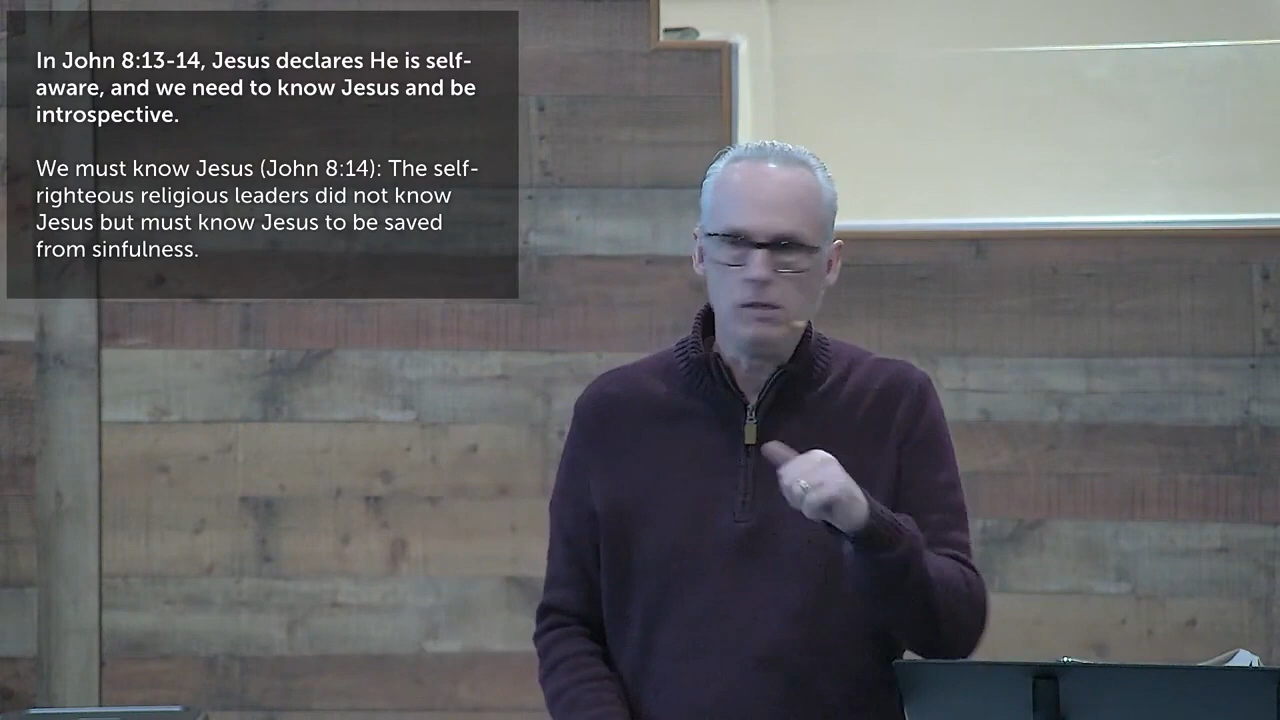 In John 8:13-14, Jesus declares He is self-
aware, and we need to know Jesus and be
introspective.
We must know Jesus (John 8:14): The self-
righteous religious leaders did not know
Jesus but must know Jesus to be saved
from sinfulness.